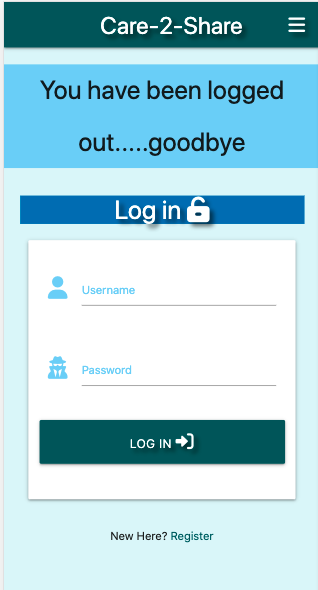 Care-2-Share
You have been logged
out.....goodbye
Log in
Username
Password
LOG IN
New Here? Register